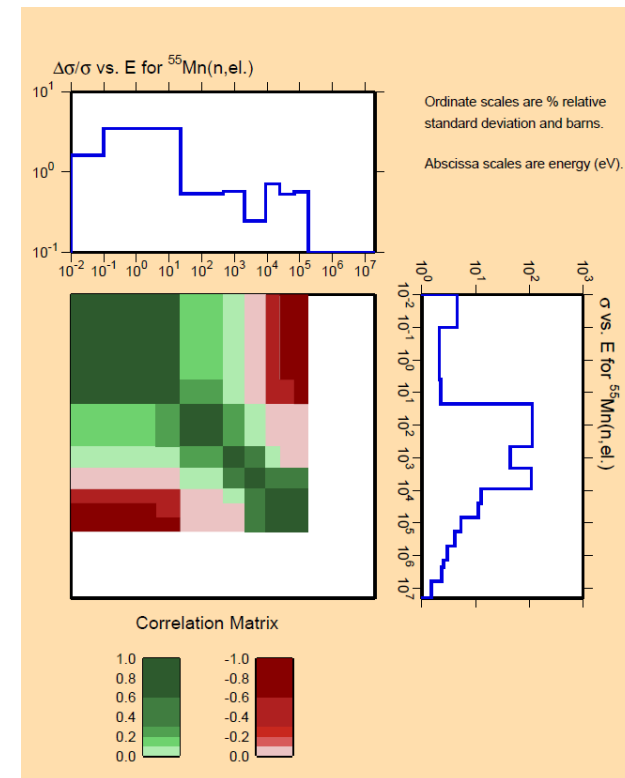 Δσ/σ vs. E for ⁵⁵Mn(n,el.)
Ordinate scales are % relative
standard deviation and barns.
Abscissa scales are energy (eV).
10¹
10⁰
10⁻¹
10⁻² 10⁻¹ 10⁰ 10¹ 10² 10³ 10⁴ 10⁵ 10⁶ 10⁷
10⁰ 10¹ 10² 10³
σ vs. E for ⁵⁵Mn(n,el.)
10⁻²
10⁻¹
10⁰
10¹
10²
10³
10⁴
10⁵
10⁶
10⁷
Correlation Matrix
1.0 -1.0
0.8 -0.8
0.6 -0.6
0.4 -0.4
0.2 -0.2
0.0 0.0